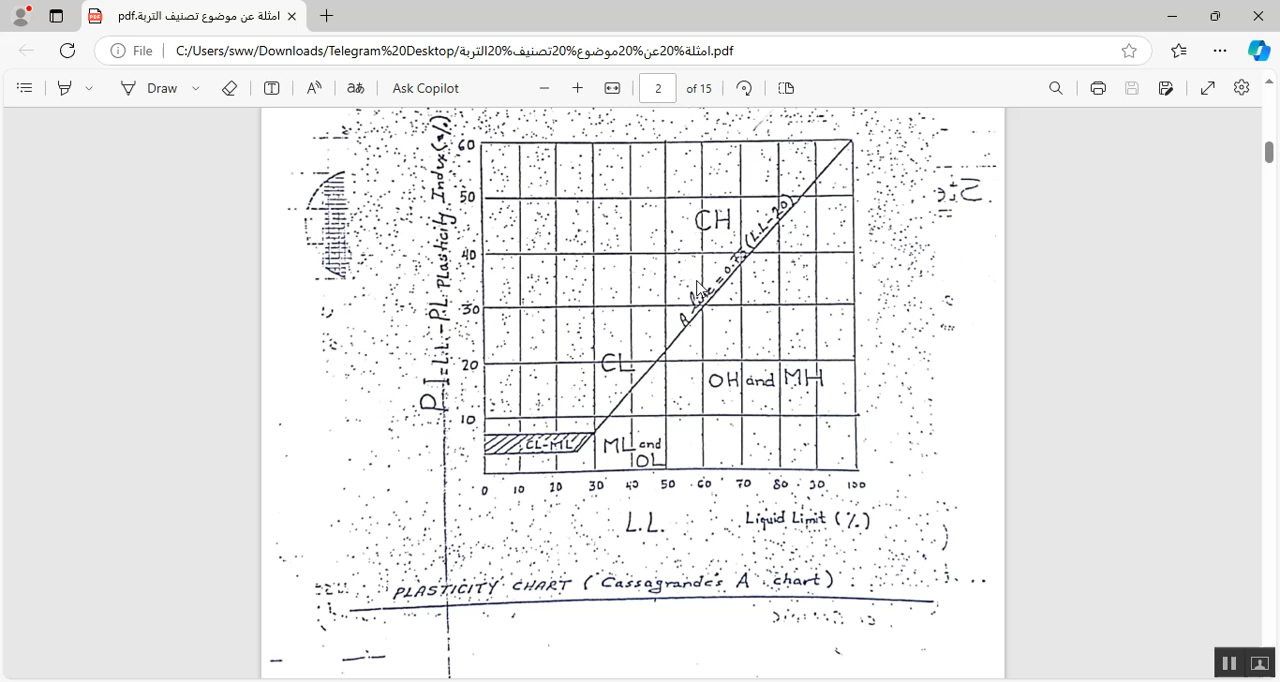 امثلة عن موضوع تصنيف التربة.pdf
File
C:/Users/sww/Downloads/Telegram%20Desktop/امثلة%20عن%20موضوع%20تصنيف%20التربة.pdf
Draw
aあ
Ask Copilot
2 of 15
PI = L.L. - P.L. Plasticity Index (%)
60
50
40
30
20
10
CH
A line = 0.73 (L.L - 20)
CL
OH and MH
CL-ML
ML and
OL
0 10 20 30 40 50 60 70 80 90 100
L.L.
Liquid Limit (%)
PLASTICITY CHART (Cassagrande's A chart)